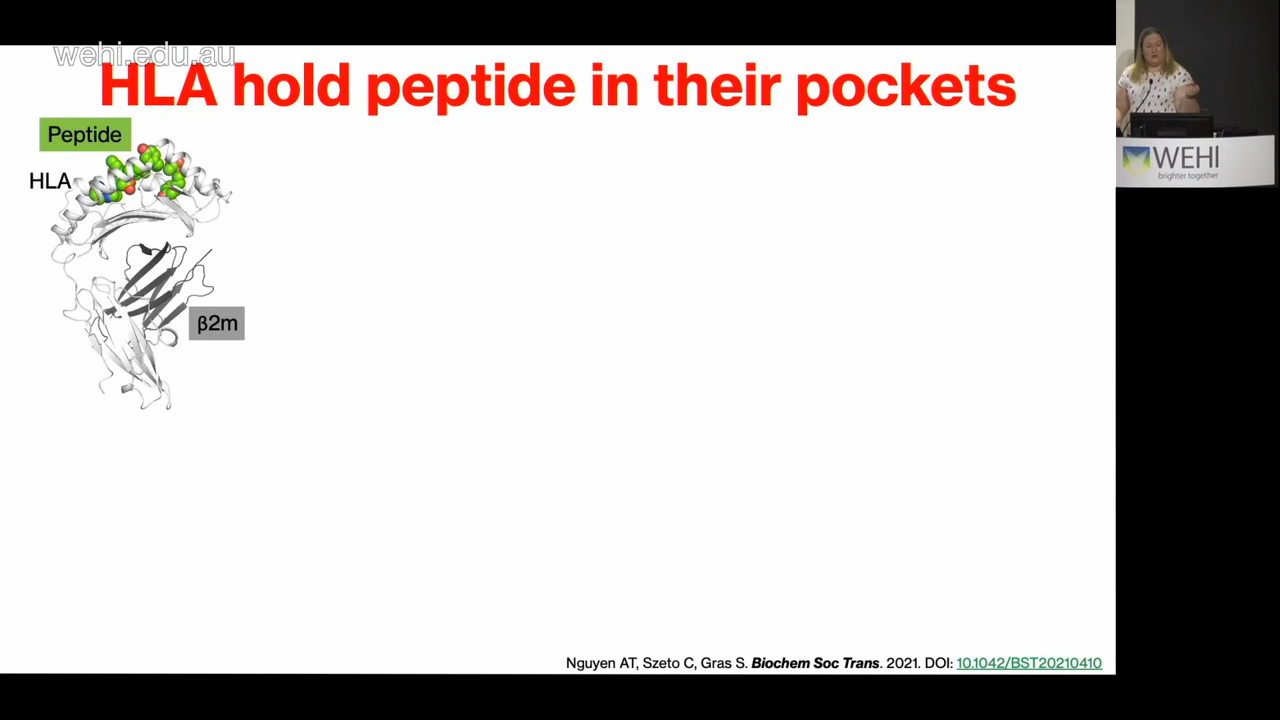 wehi.edu.au
HLA hold peptide in their pockets
Peptide
HLA
β2m
Nguyen AT, Szeto C, Gras S. Biochem Soc Trans. 2021. DOI: 10.1042/BST20210410
WEHI
brighter together